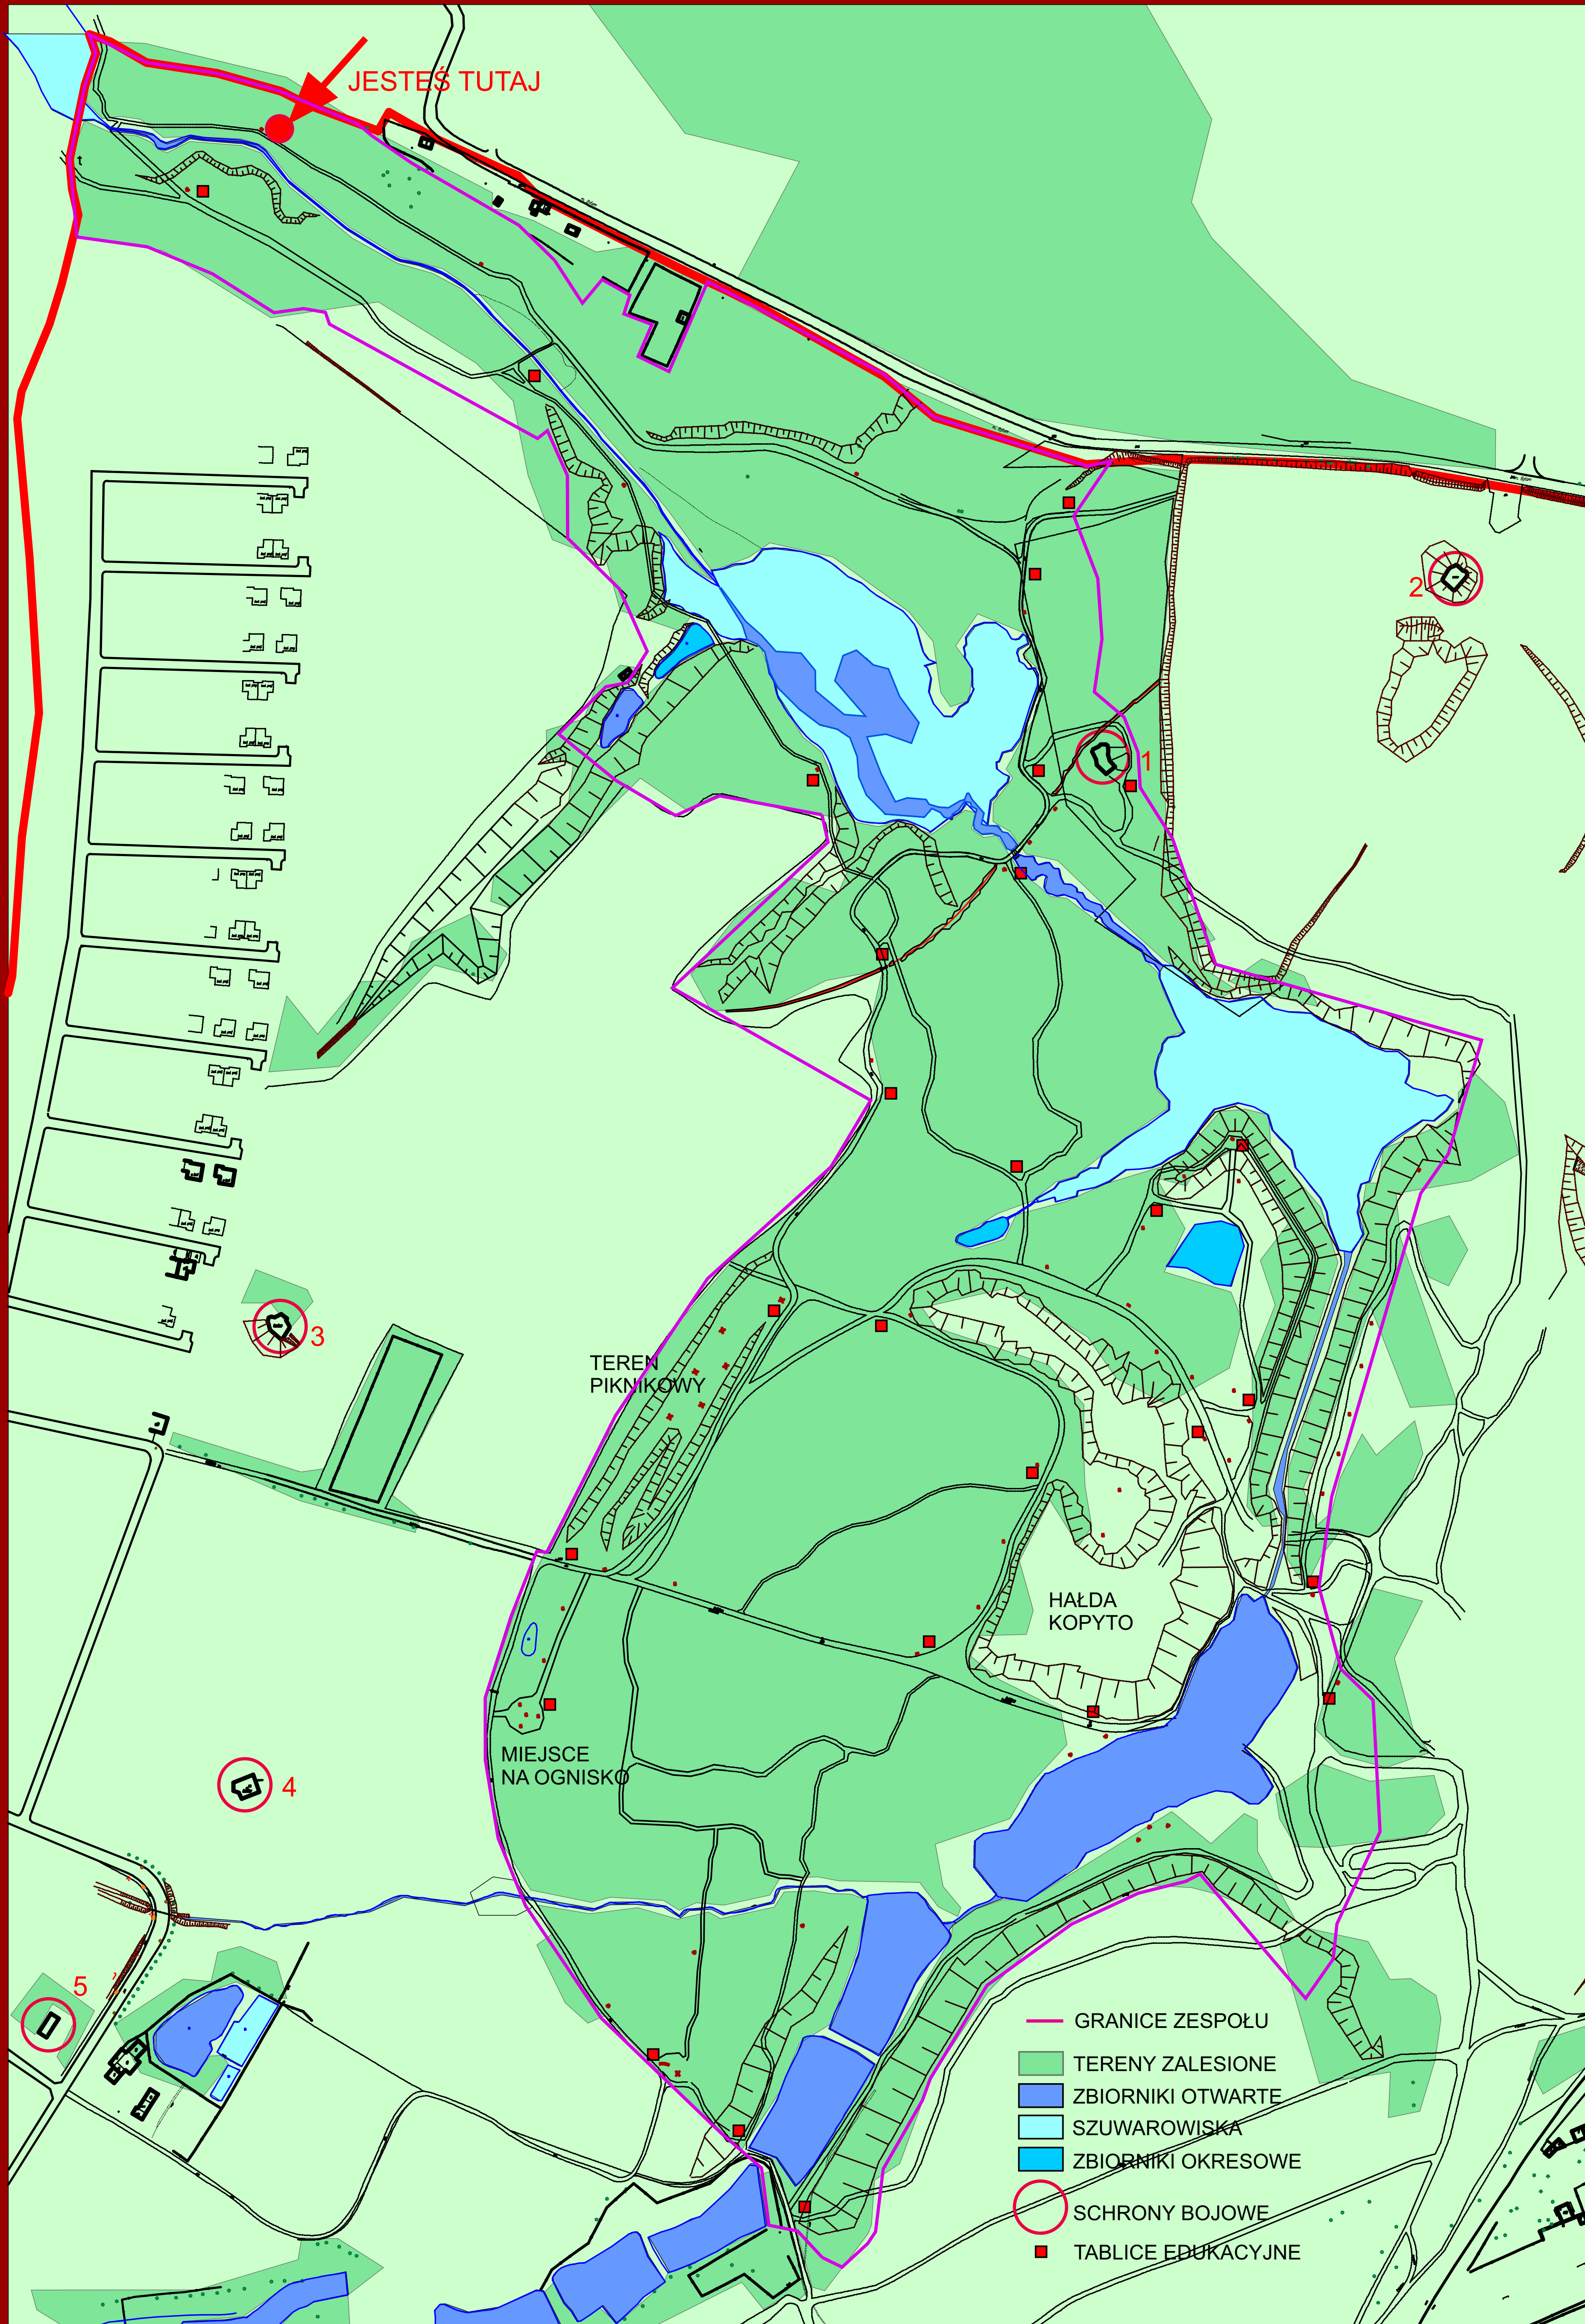 JESTEŚ TUTAJ
2
1
3
TEREN
PIKNIKOWY
HAŁDA
KOPYTO
MIEJSCE
NA OGNISKO
4
5
GRANICE ZESPOŁU
TERENY ZALESIONE
ZBIORNIKI OTWARTE
SZUWAROWISKA
ZBIORNIKI OKRESOWE
SCHRONY BOJOWE
TABLICE EDUKACYJNE